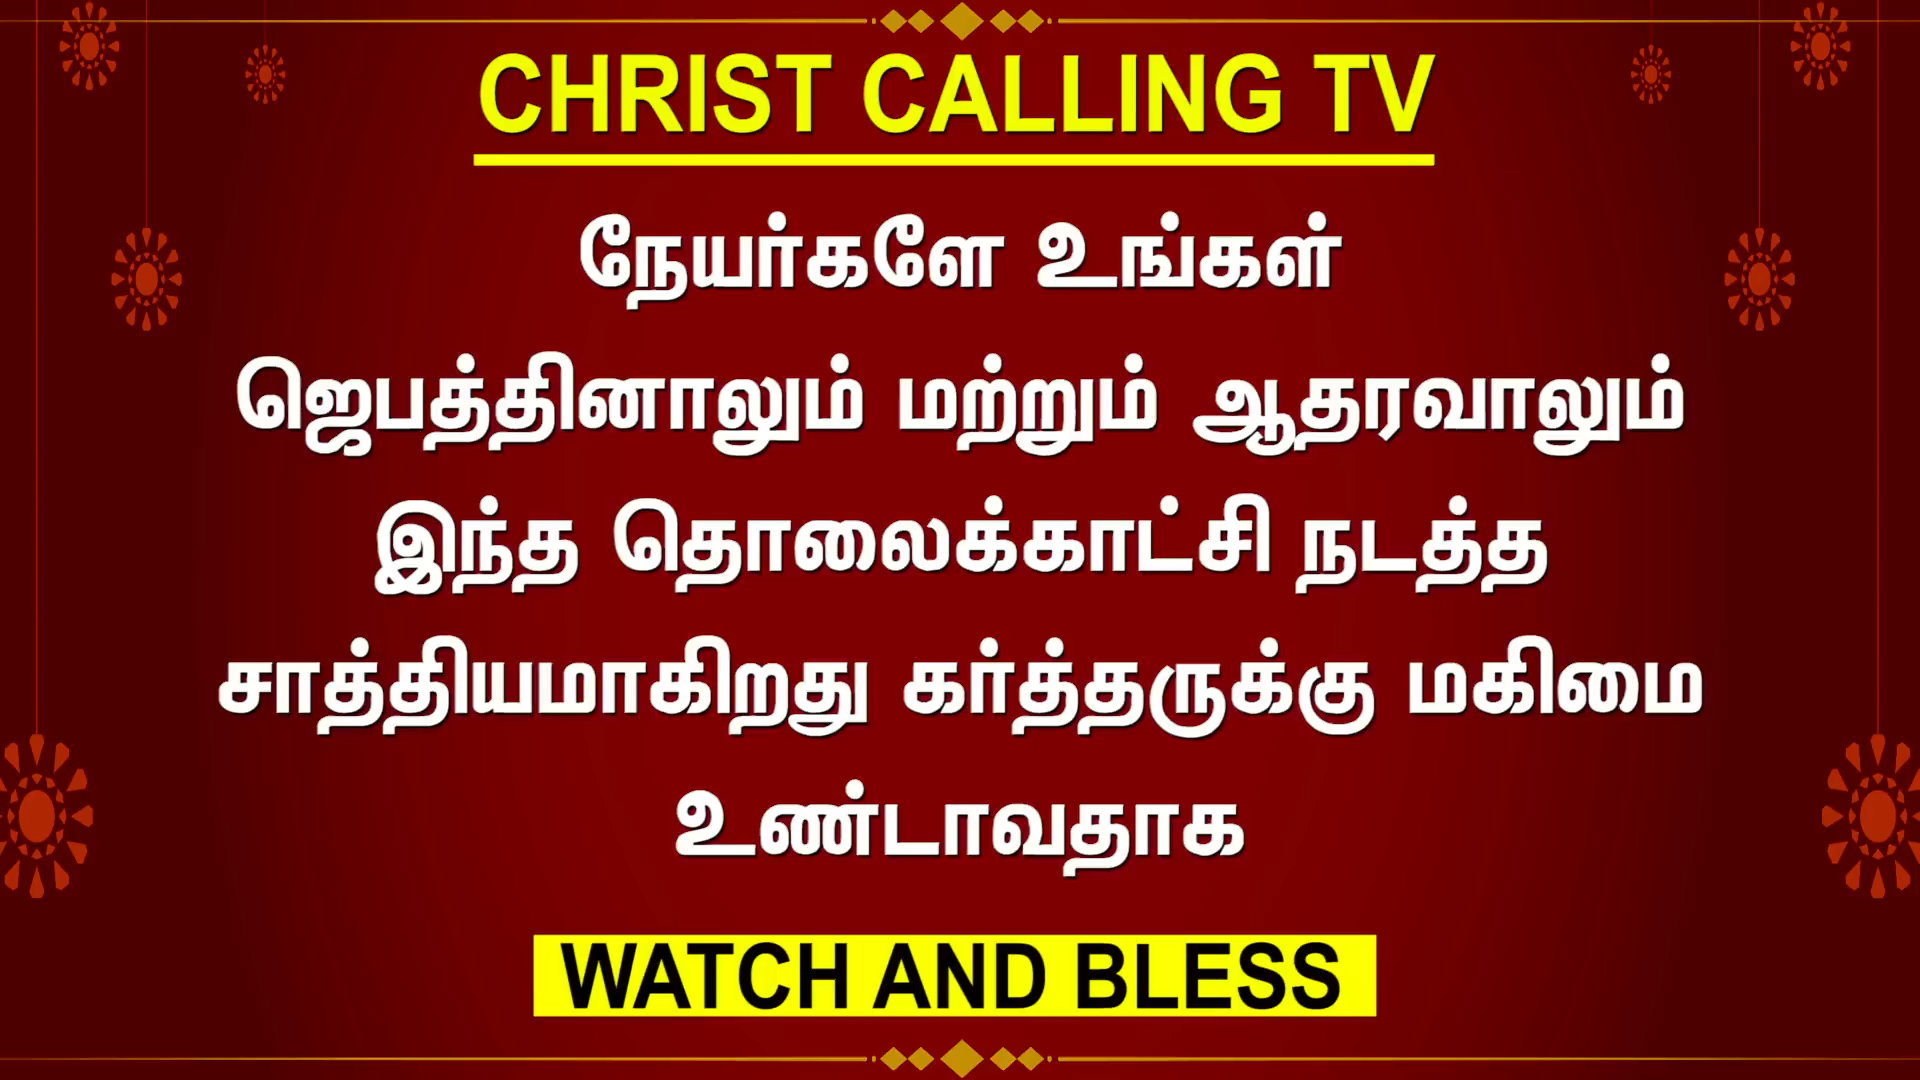 CHRIST CALLING TV
நேயர்களே உங்கள்
ஜெபத்தினாலும் மற்றும் ஆதரவாலும்
இந்த தொலைக்காட்சி நடத்த
சாத்தியமாகிறது கர்த்தருக்கு மகிமை
உண்டாவதாக
WATCH AND BLESS